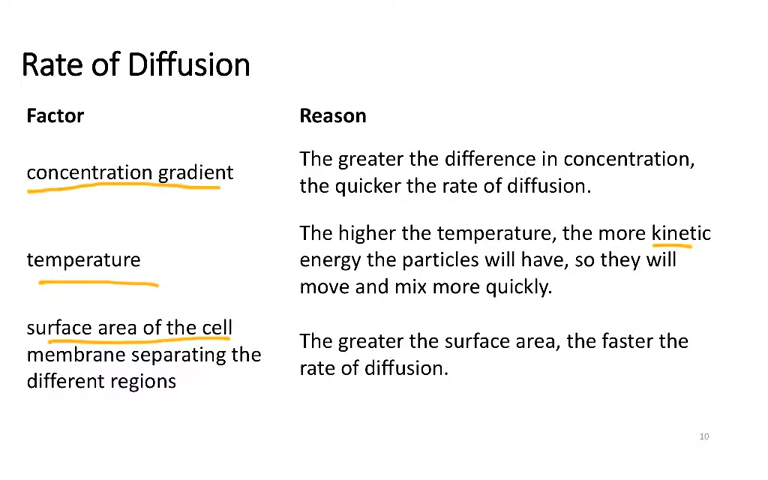 Rate of Diffusion
Factor
Reason
concentration gradient
The greater the difference in concentration,
the quicker the rate of diffusion.
temperature
The higher the temperature, the more kinetic
energy the particles will have, so they will
move and mix more quickly.
surface area of the cell
membrane separating the
different regions
The greater the surface area, the faster the
rate of diffusion.
10